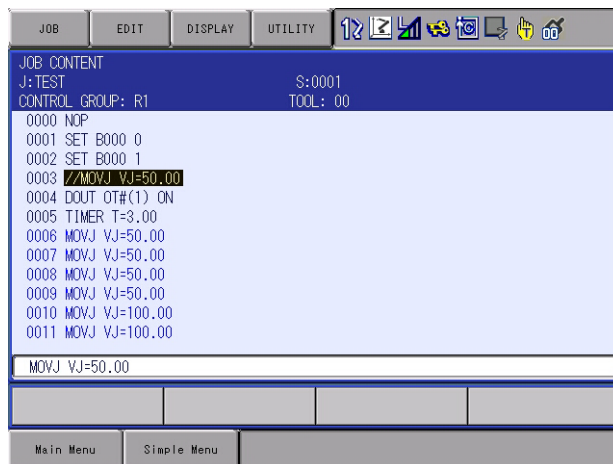 JOB EDIT DISPLAY UTILITY
JOB CONTENT
J:TEST S:0001
CONTROL GROUP: R1 TOOL: 00
0000 NOP
0001 SET B000 0
0002 SET B000 1
0003 //MOVJ VJ=50.00
0004 DOUT OT#(1) ON
0005 TIMER T=3.00
0006 MOVJ VJ=50.00
0007 MOVJ VJ=50.00
0008 MOVJ VJ=50.00
0009 MOVJ VJ=50.00
0010 MOVJ VJ=100.00
0011 MOVJ VJ=100.00
MOVJ VJ=50.00
Main Menu Simple Menu